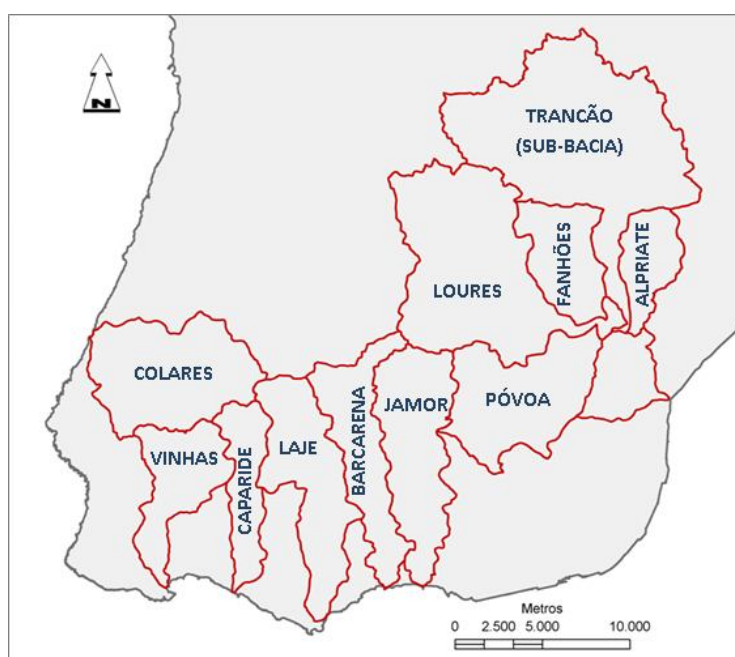 N
TRANCÃO
(SUB-BACIA)
FANHÕES
ALPRIATE
LOURES
COLARES
PÓVOA
JAMOR
BARCARENA
LAJE
VINHAS
CAPARIDE
Metros
0 2.500 5.000 10.000